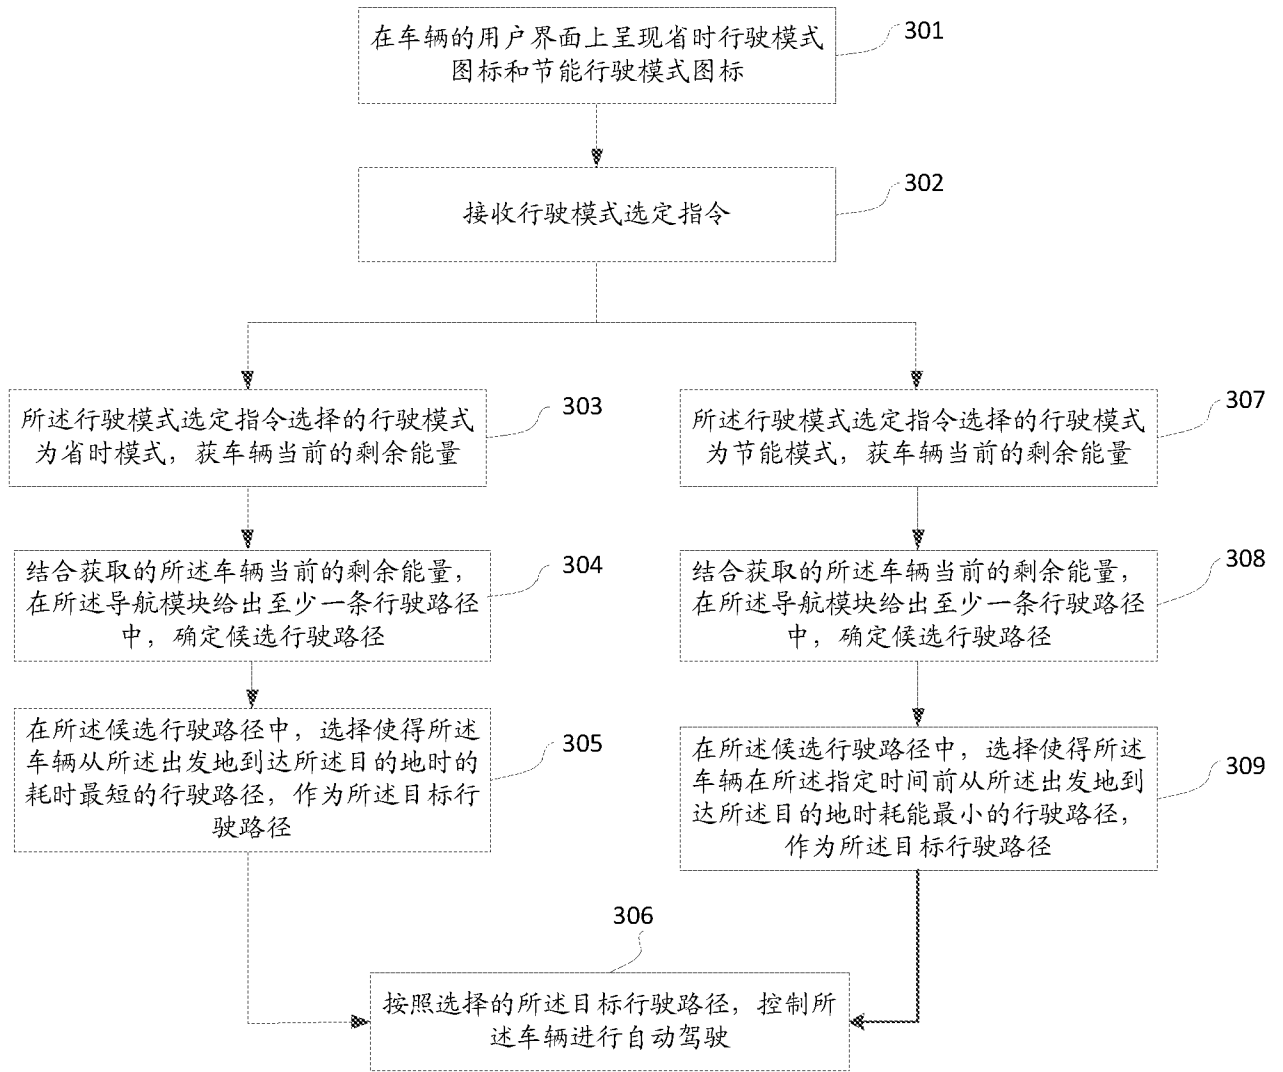 在车辆的用户界面上呈现省时行驶模式
图标和节能行驶模式图标
301
接收行驶模式选定指令
302
所述行驶模式选定指令选择的行驶模式
为省时模式，获车辆当前的剩余能量
303
所述行驶模式选定指令选择的行驶模式
为节能模式，获车辆当前的剩余能量
307
结合获取的所述车辆当前的剩余能量，
在所述导航模块给出至少一条行驶路径
中，确定候选行驶路径
304
结合获取的所述车辆当前的剩余能量，
在所述导航模块给出至少一条行驶路径
中，确定候选行驶路径
308
在所述候选行驶路径中，选择使得所述
车辆从所述出发地到达所述目的地时的
耗时最短的行驶路径，作为所述目标行
驶路径
305
在所述候选行驶路径中，选择使得所述
车辆在所述指定时间前从所述出发地到
达所述目的地时耗能最小的行驶路径，
作为所述目标行驶路径
309
306
按照选择的所述目标行驶路径，控制所
述车辆进行自动驾驶